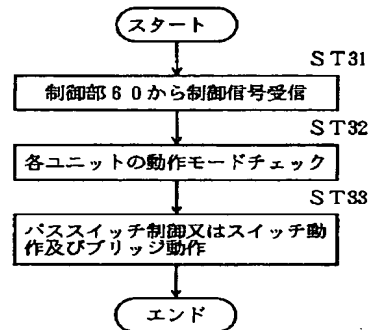 スタート
ST31
制御部60から制御信号受信
ST32
各ユニットの動作モードチェック
ST33
パススイッチ制御又はスイッチ動
作及びブリッジ動作
エンド